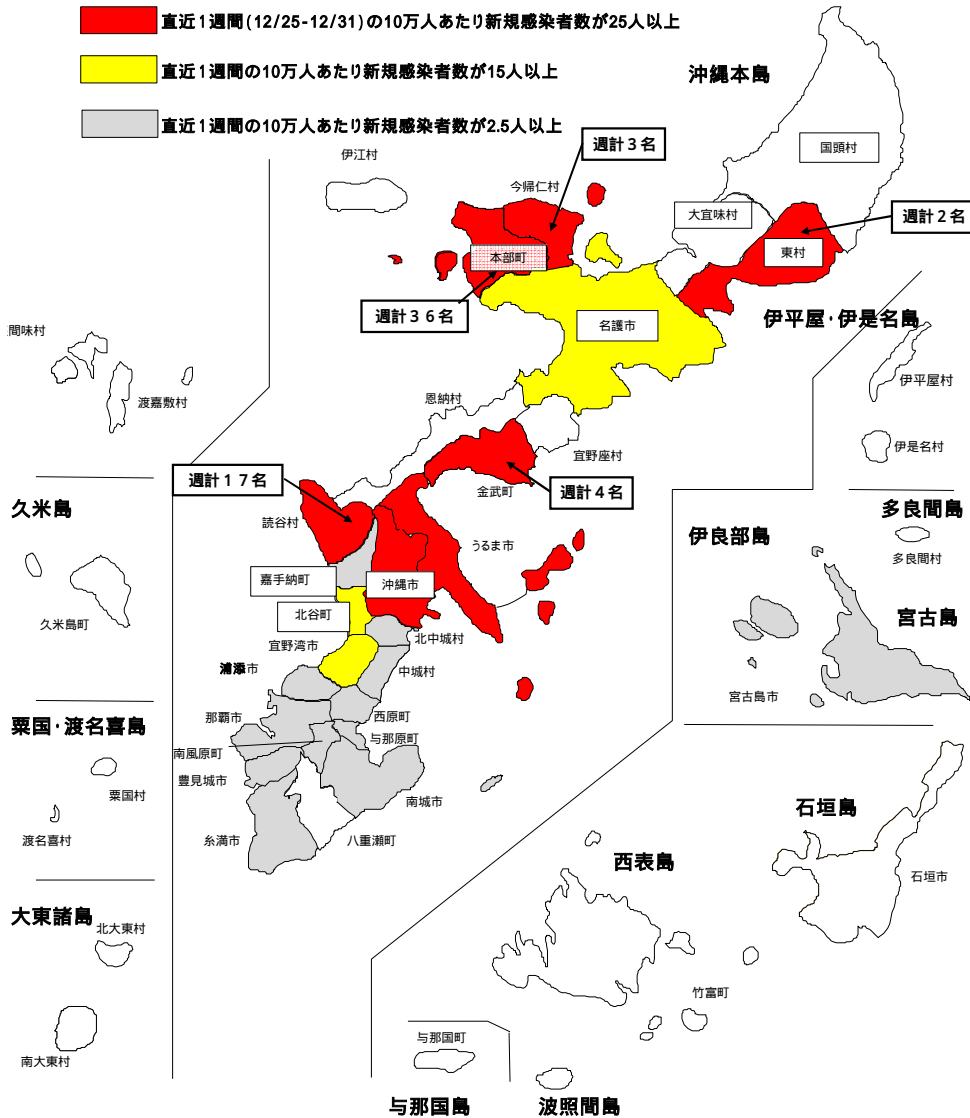 直近1週間(12/25-12/31)の10万人あたり新規感染者数が25人以上
直近1週間の10万人あたり新規感染者数が15人以上
直近1週間の10万人あたり新規感染者数が2.5人以上
沖縄本島
伊江村
週計3名
国頭村
今帰仁村
大宜味村
週計2名
本部町
東村
週計36名
名護市
伊平屋・伊是名島
間味村
渡嘉敷村
伊平屋村
恩納村
伊是名村
宜野座村
週計17名
金武町
週計4名
久米島
読谷村
多良間島
伊良部島
うるま市
多良間村
嘉手納町
沖縄市
北谷町
宮古島
久米島町
宜野湾市
北中城村
浦添市
中城村
宮古島市
那覇市
西原町
粟国・渡名喜島
南風原町
与那原町
粟国村
豊見城市
南城市
石垣島
渡名喜村
糸満市
八重瀬町
西表島
石垣市
大東諸島
北大東村
竹富町
与那国町
南大東村
与那国島
波照間島